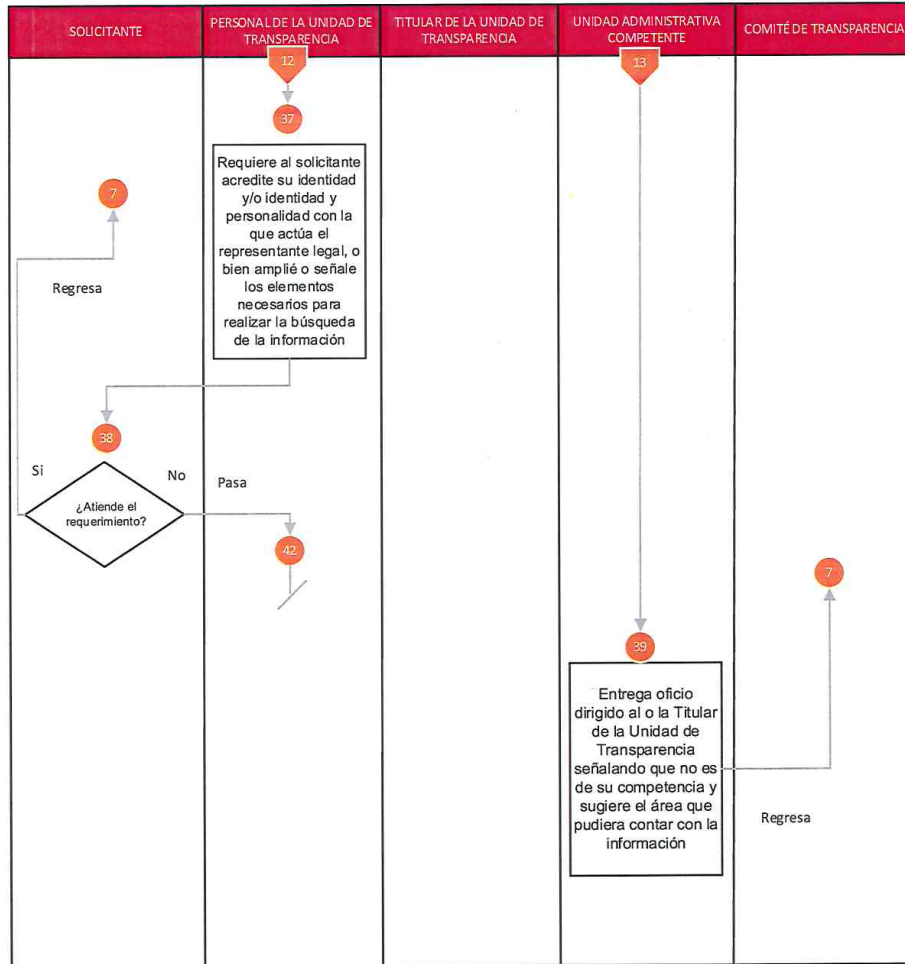 SOLICITANTE
PERSONAL DE LA UNIDAD DE
TRANSPARENCIA
TITULAR DE LA UNIDAD DE
TRANSPARENCIA
UNIDAD ADMINISTRATIVA
COMPETENTE
COMITÉ DE TRANSPARENCIA
12
13
37
Requiere al solicitante
acredite su identidad
y/o identidad y
personalidad con la
que actúa el
representante legal, o
bien amplié o señale
los elementos
necesarios para
realizar la búsqueda
de la información
7
Regresa
38
Si
No
Pasa
¿Atiende el
requerimiento?
42
7
39
Entrega oficio
dirigido al o la Titular
de la Unidad de
Transparencia
señalando que no es
de su competencia y
sugiere el área que
pudiera contar con la
información
Regresa